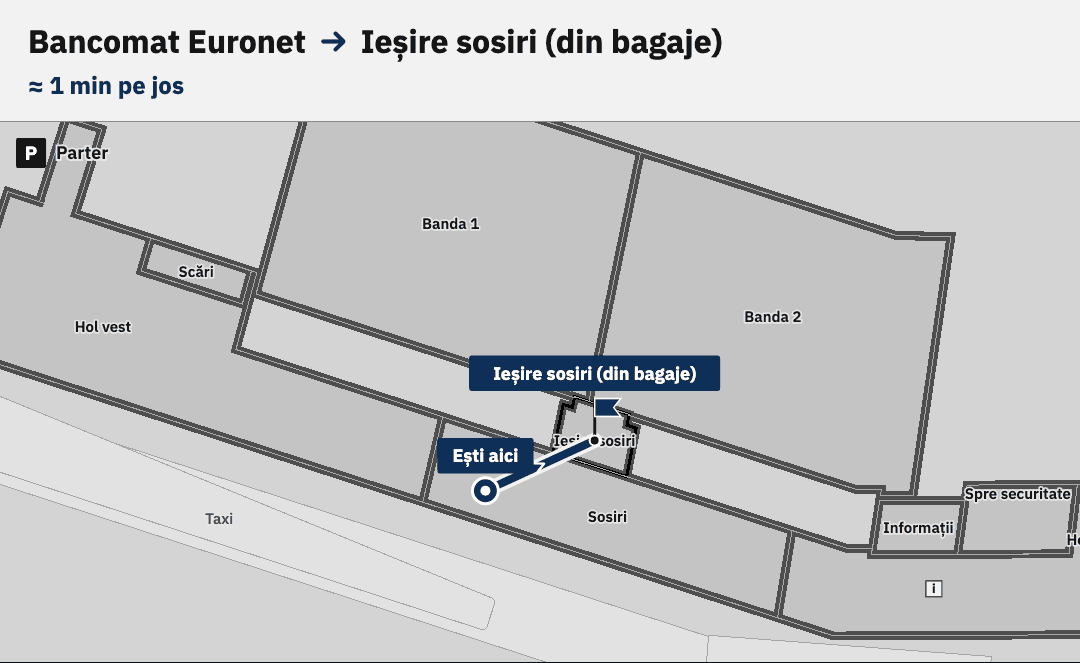 Bancomat Euronet → Ieșire sosiri (din bagaje)
≈ 1 min pe jos
P Parter
Banda 1
Scări
Hol vest
Banda 2
Ieșire sosiri (din bagaje)
Ești aici
Spre securitate
Sosiri
Taxi
Informații
i